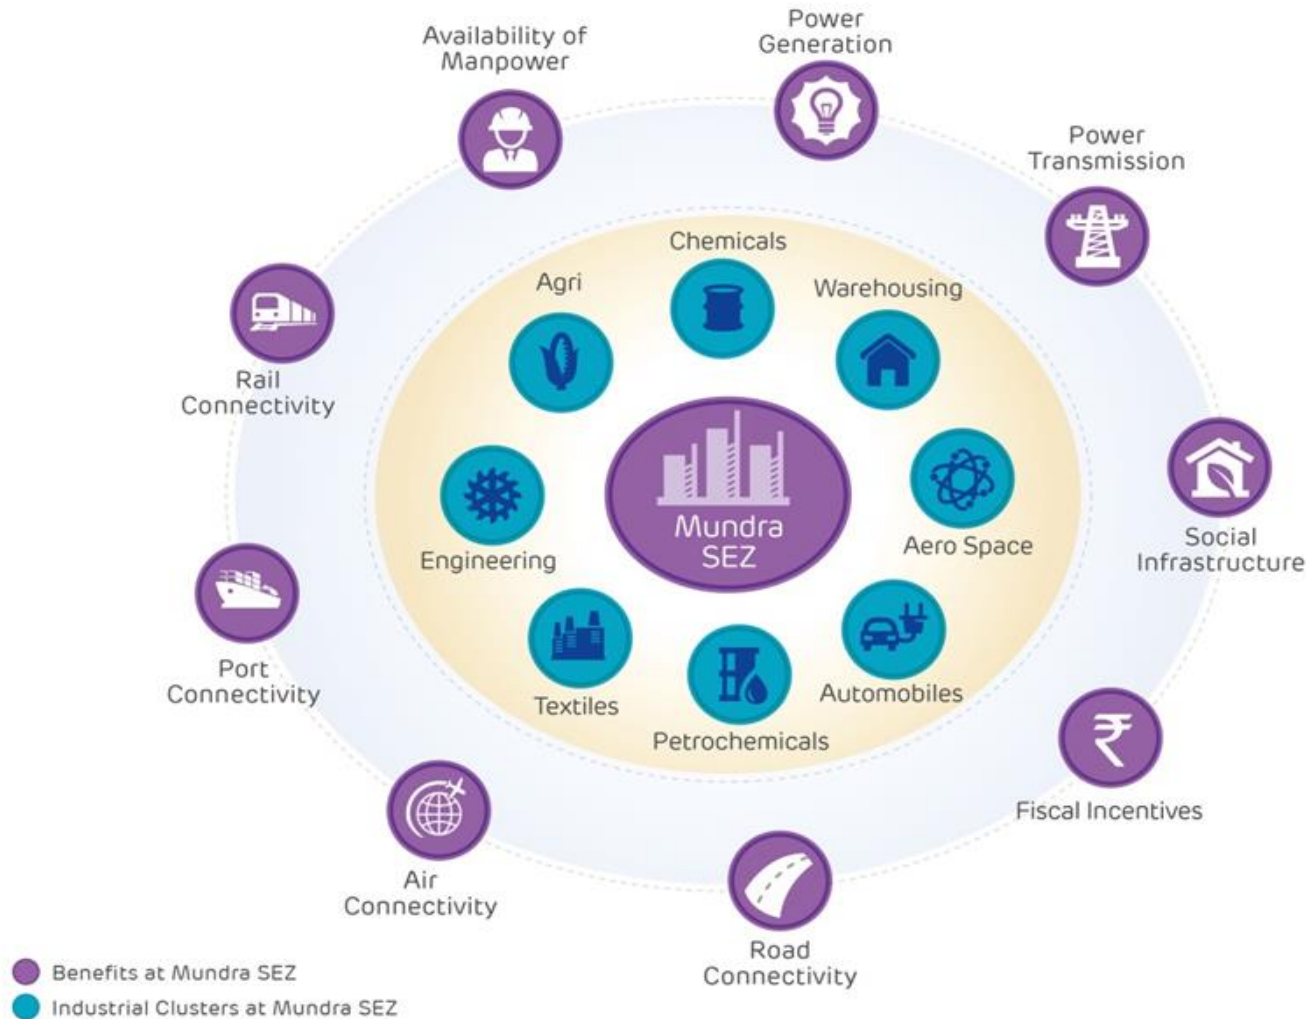 Power
Generation
Availability of
Manpower
Power
Transmission
Chemicals
Agri
Warehousing
Rail
Connectivity
Mundra
SEZ
Engineering
Aero Space
Social
Infrastructure
Port
Connectivity
Textiles
Automobiles
Petrochemicals
₹
Fiscal Incentives
Air
Connectivity
Road
Connectivity
Benefits at Mundra SEZ
Industrial Clusters at Mundra SEZ